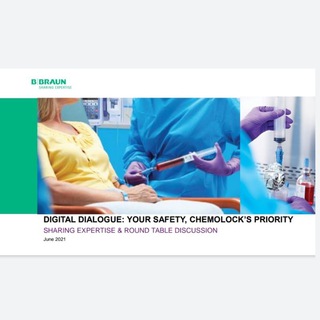 B|BRAUN
SHARING EXPERTISE
DIGITAL DIALOGUE: YOUR SAFETY, CHEMOLOCK'S PRIORITY
SHARING EXPERTISE & ROUND TABLE DISCUSSION
June 2021